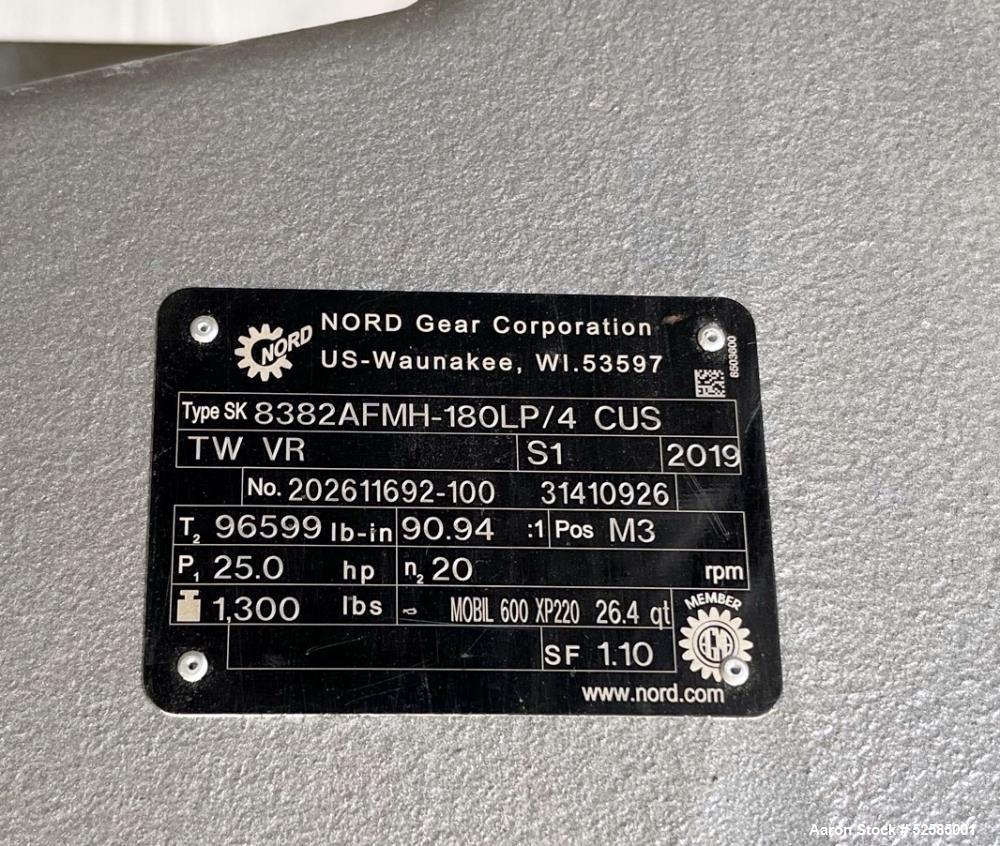 NORD
NORD Gear Corporation
US-Waunakee, WI.53597
Type SK 8382AFMH-180LP/4 CUS
TW VR S1 2019
No. 202611692-100 31410926
T2 96599 lb-in 90.94 :1 Pos M3
P1 25.0 hp n2 20 rpm
1,300 lbs MOBIL 600 XP220 26.4 qt
MEMBER
AGMA
SF 1.10
www.nord.com
Aaron Stock # 52585001